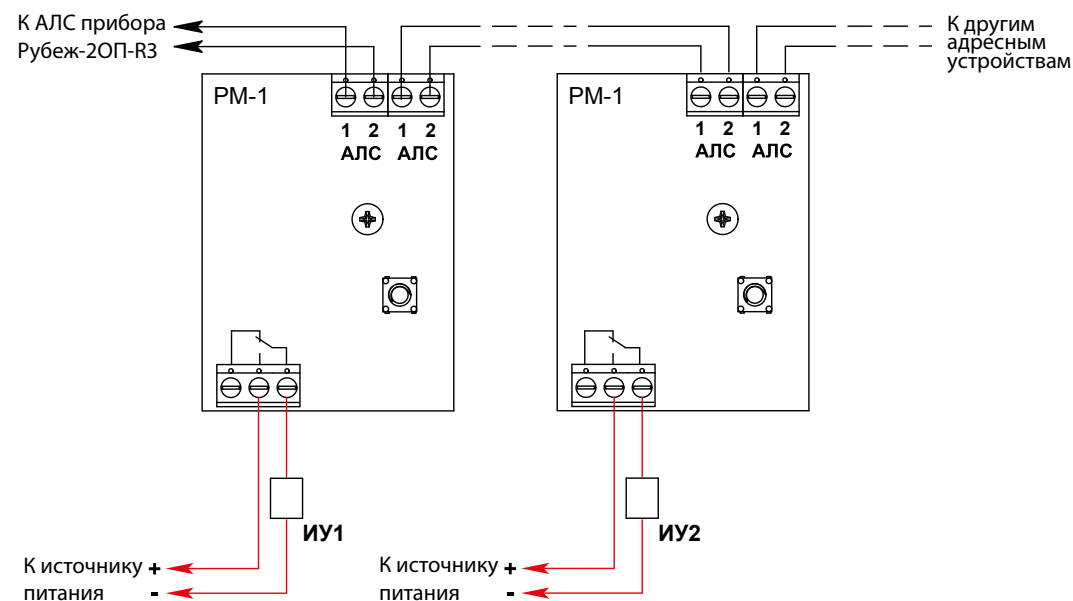 К АЛС прибора
Рубеж-2ОП-R3
К другим
адресным
устройствам
РМ-1
РМ-1
1 2 1 2
АЛС АЛС
1 2 1 2
АЛС АЛС
ИУ1
ИУ2
К источнику +
питания -
К источнику +
питания -